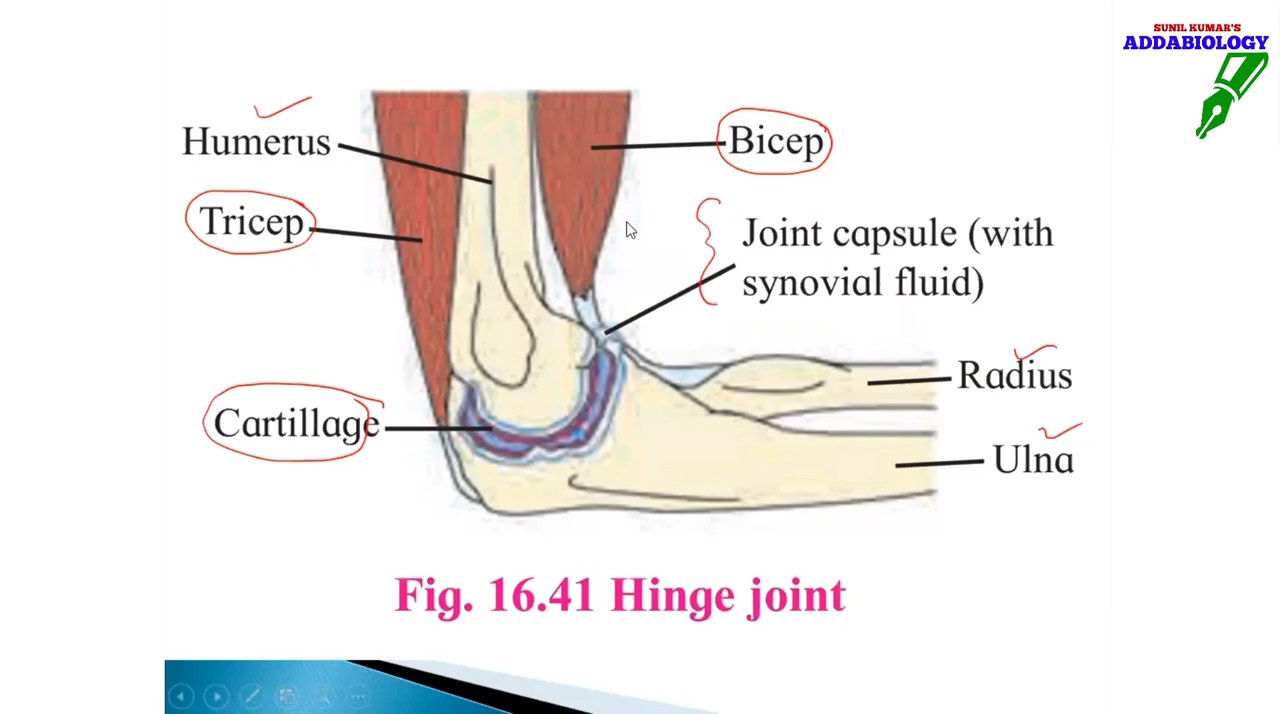 SUNIL KUMAR'S
ADDABIOLOGY
Humerus
Bicep
Tricep
Joint capsule (with
synovial fluid)
Radius
Cartillage
Ulna
Fig. 16.41 Hinge joint